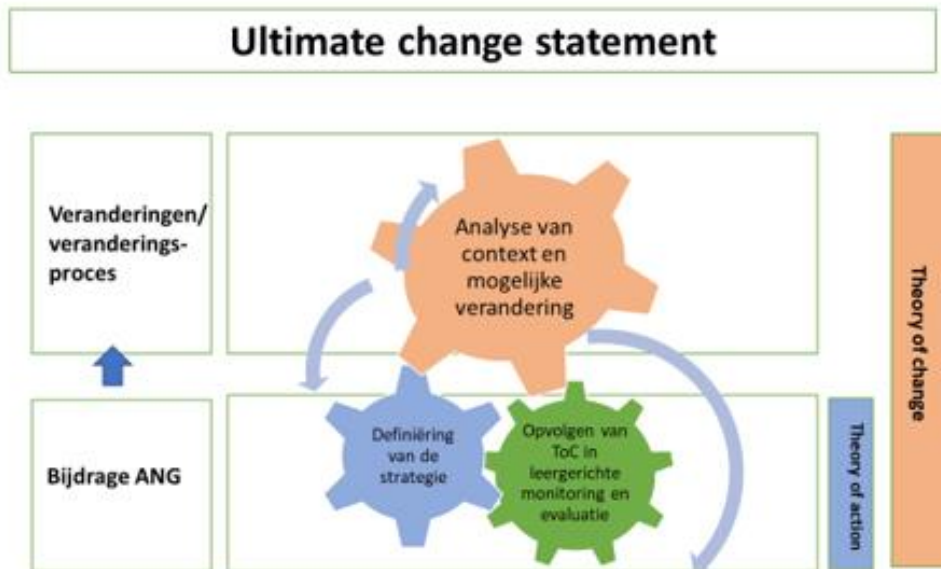 Ultimate change statement
Veranderingen/
veranderings-
proces
Analyse van
context en
mogelijke
verandering
Theory of change
Bijdrage ANG
Definiëring
van de
strategie
Opvolgen van
ToC in
leergerichte
monitoring en
evaluatie
Theory of action